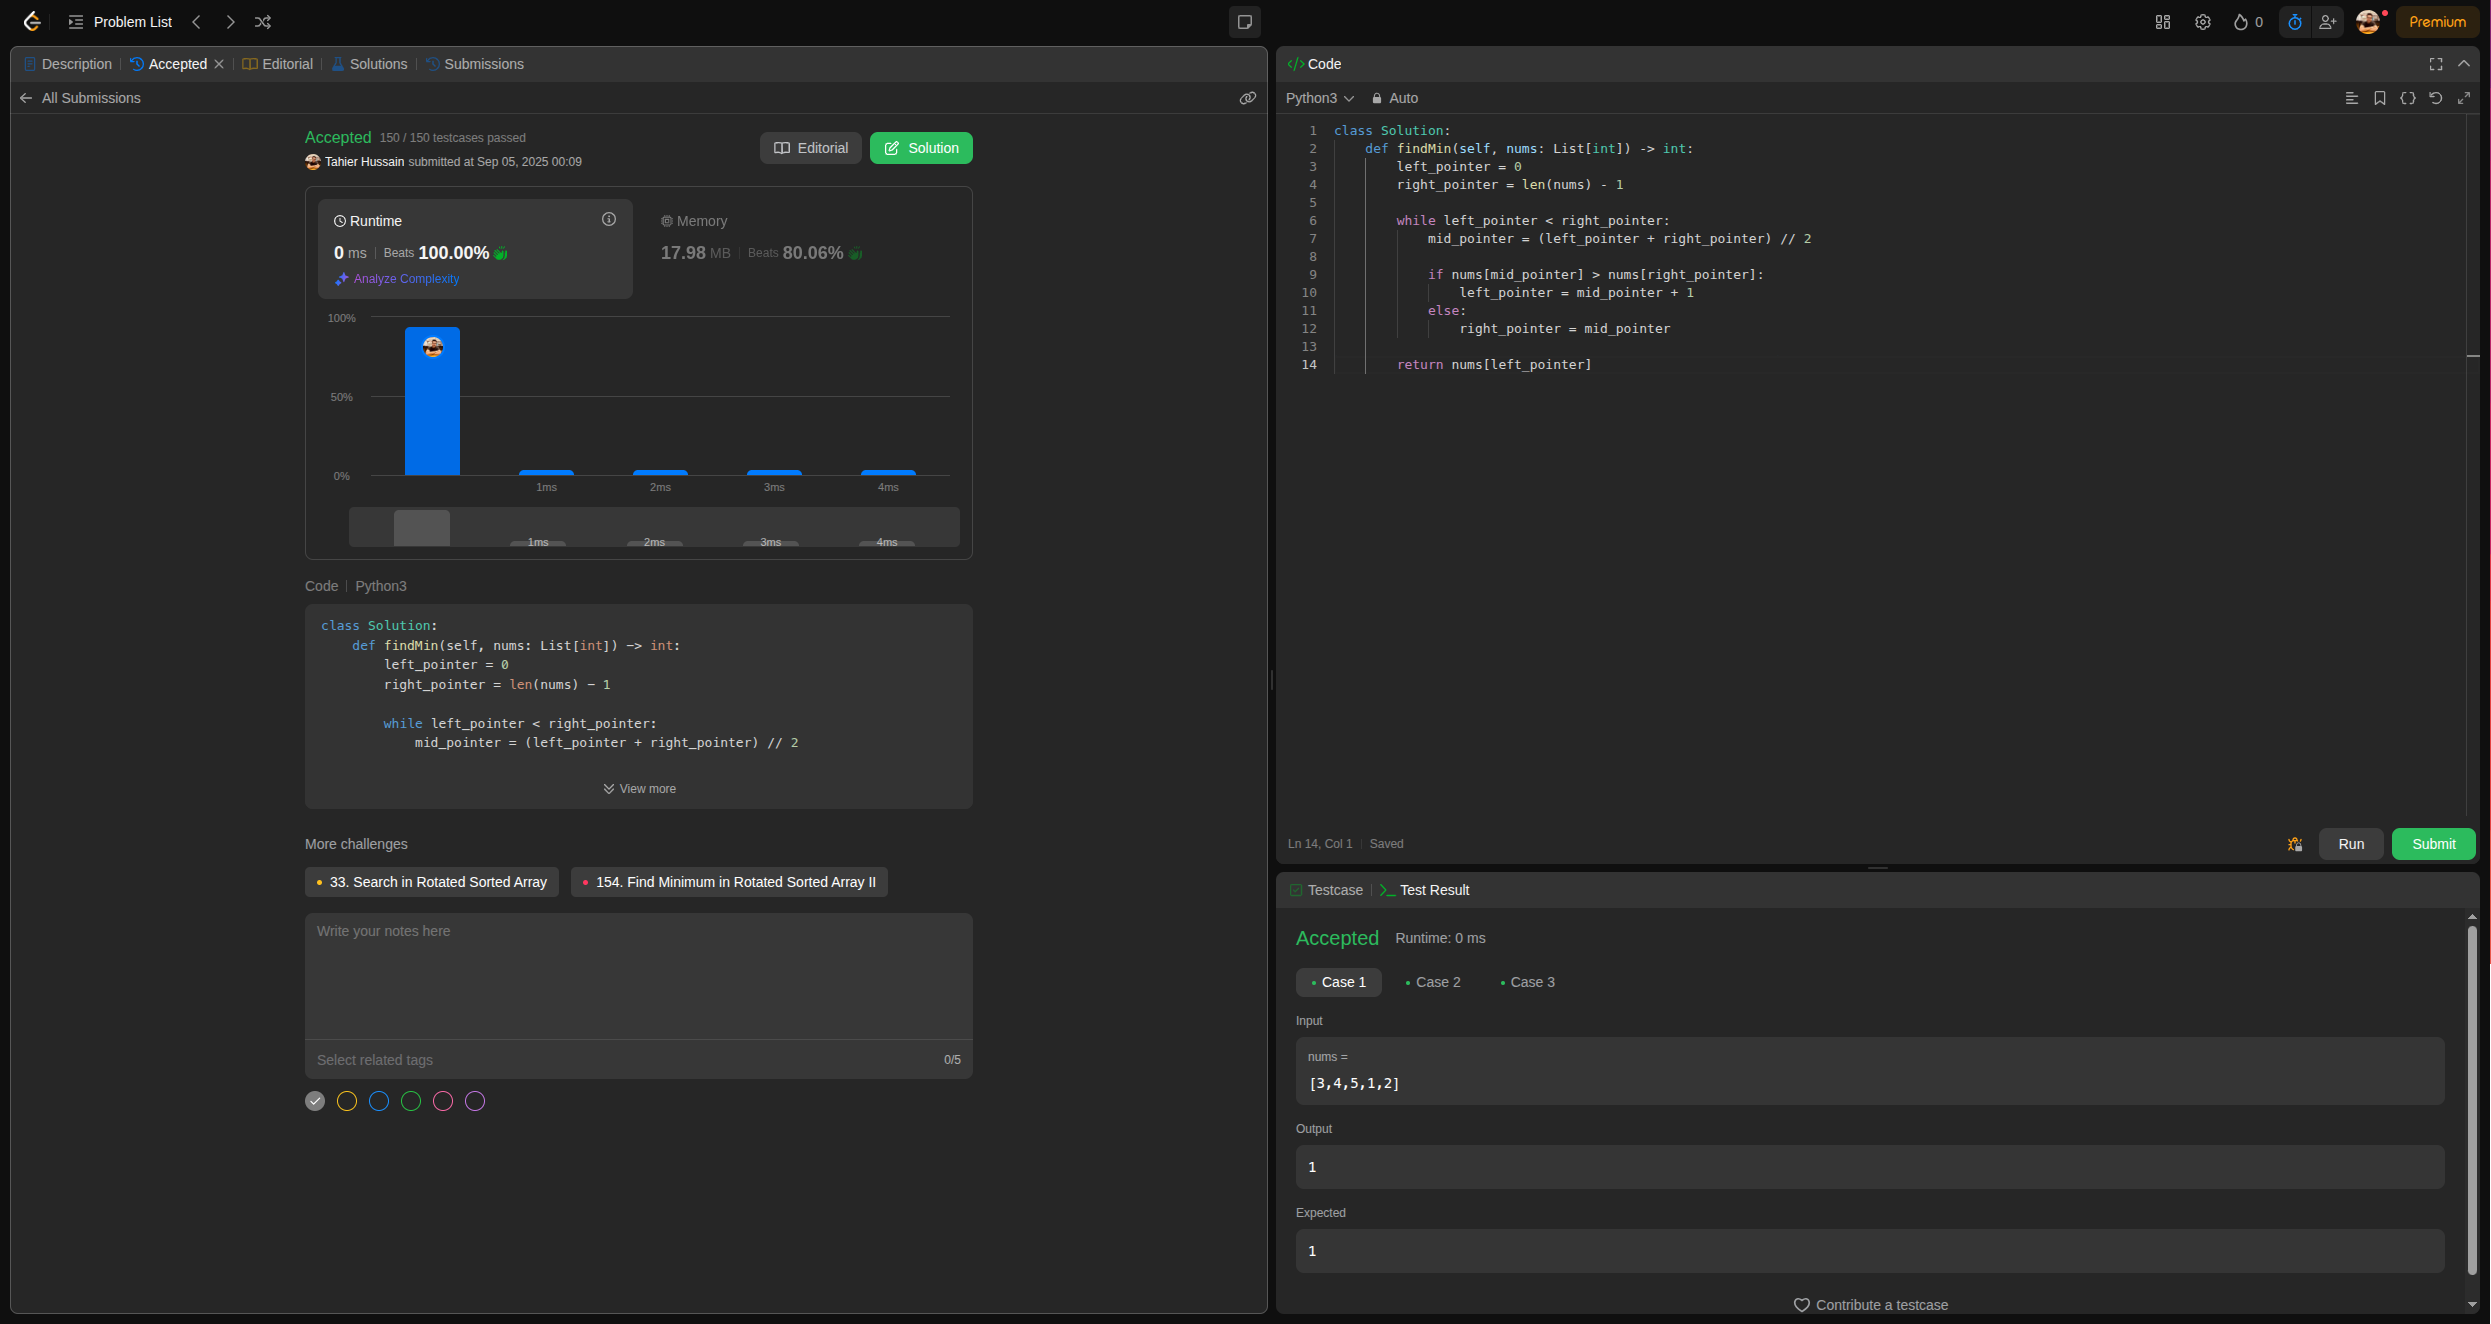 Problem List
0
Premium
Description
Accepted
Editorial
Solutions
Submissions
All Submissions
Accepted 150 / 150 testcases passed
Tahier Hussain submitted at Sep 05, 2025 00:09
Editorial
Solution
Runtime
0 ms Beats 100.00%
Analyze Complexity
Memory
17.98 MB Beats 80.06%
100%
50%
0%
1ms 2ms 3ms 4ms
1ms 2ms 3ms 4ms
Code Python3
class Solution:
    def findMin(self, nums: List[int]) -> int:
        left_pointer = 0
        right_pointer = len(nums) - 1
        while left_pointer < right_pointer:
            mid_pointer = (left_pointer + right_pointer) // 2
View more
More challenges
33. Search in Rotated Sorted Array
154. Find Minimum in Rotated Sorted Array II
Write your notes here
Select related tags
0/5
</> Code
Python3 Auto
1 class Solution:
2     def findMin(self, nums: List[int]) -> int:
3         left_pointer = 0
4         right_pointer = len(nums) - 1
5
6         while left_pointer < right_pointer:
7             mid_pointer = (left_pointer + right_pointer) // 2
8
9             if nums[mid_pointer] > nums[right_pointer]:
10                 left_pointer = mid_pointer + 1
11             else:
12                 right_pointer = mid_pointer
13
14         return nums[left_pointer]
Ln 14, Col 1 Saved
Run
Submit
Testcase
Test Result
Accepted Runtime: 0 ms
Case 1
Case 2
Case 3
Input
nums =
[3,4,5,1,2]
Output
1
Expected
1
Contribute a testcase